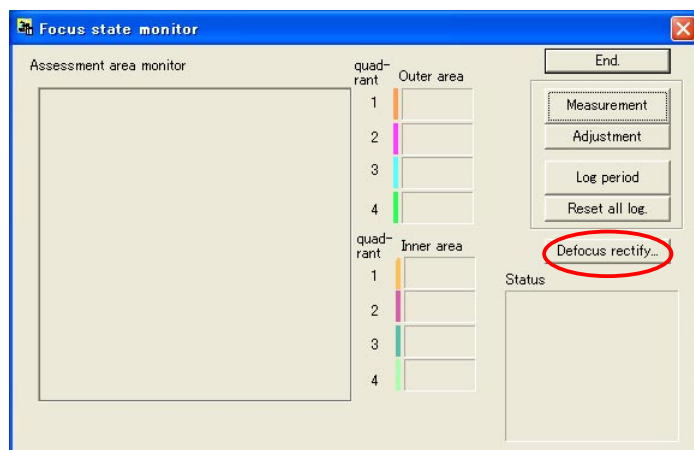 Focus state monitor
Assessment area monitor
quad-
rant
Outer area
1
2
3
4
quad-
rant
Inner area
1
2
3
4
End.
Measurement
Adjustment
Log period
Reset all log.
Defocus rectify...
Status